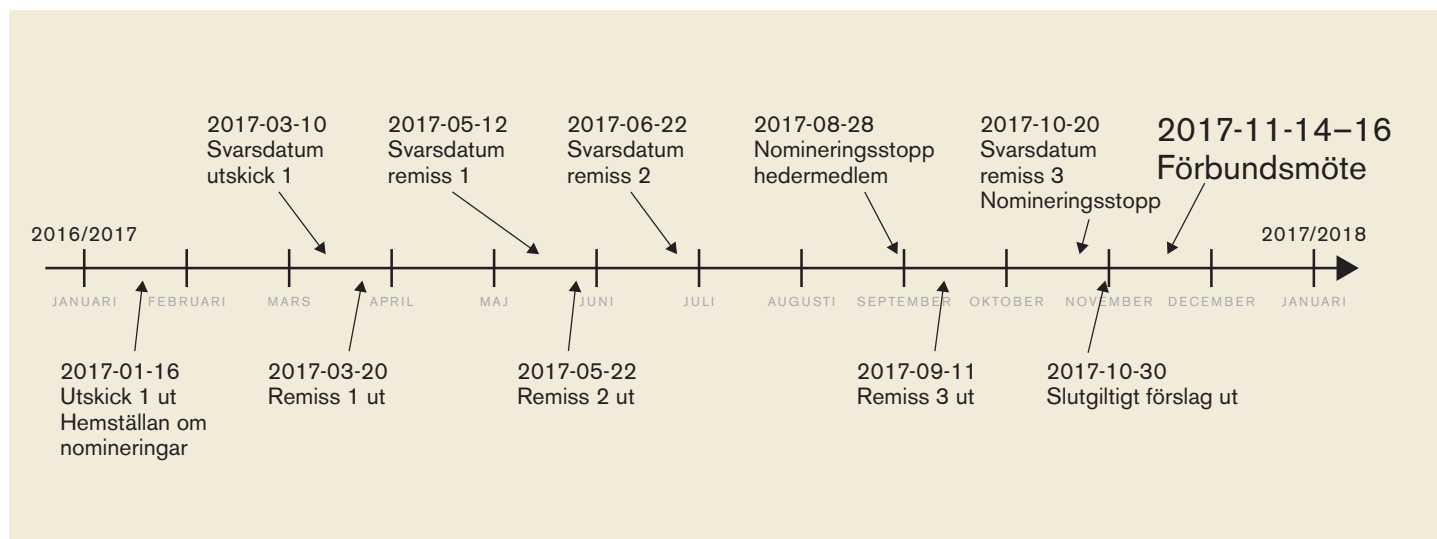 2017-03-10
Svarsdatum
utskick 1
2017-05-12
Svarsdatum
remiss 1
2017-06-22
Svarsdatum
remiss 2
2017-08-28
Nomineringsstopp
hedermedlem
2017-10-20
Svarsdatum
remiss 3
Nomineringsstopp
2017-11-14–16
Förbundsmöte
2016/2017
2017/2018
JANUARI
FEBRUARI
MARS
APRIL
MAJ
JUNI
JULI
AUGUSTI
SEPTEMBER
OKTOBER
NOVEMBER
DECEMBER
JANUARI
2017-01-16
Utskick 1 ut
Hemställan om
nomineringar
2017-03-20
Remiss 1 ut
2017-05-22
Remiss 2 ut
2017-09-11
Remiss 3 ut
2017-10-30
Slutgiltigt förslag ut